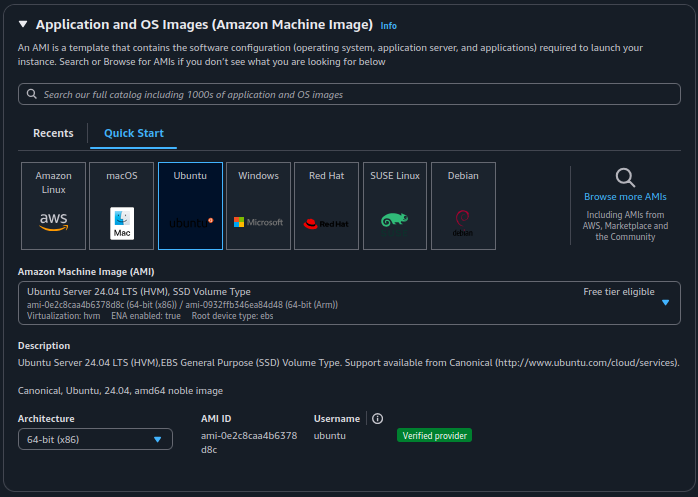 Application and OS Images (Amazon Machine Image) Info
An AMI is a template that contains the software configuration (operating system, application server, and applications) required to launch your
instance. Search or Browse for AMIs if you don't see what you are looking for below
Search our full catalog including 1000s of application and OS images
Recents
Quick Start
Amazon
Linux
aws
macOS
Mac
Ubuntu
ubuntu
Windows
Microsoft
Red Hat
Red Hat
SUSE Linux
Debian
debian
Browse more AMIs
Including AMIs from
AWS, Marketplace and
the Community
Amazon Machine Image (AMI)
Ubuntu Server 24.04 LTS (HVM), SSD Volume Type
Free tier eligible
ami-0e2c8caa4b6378d8c (64-bit (x86)) / ami-0932ffb346ea84d48 (64-bit (Arm))
Virtualization: hvm ENA enabled: true Root device type: ebs
Description
Ubuntu Server 24.04 LTS (HVM),EBS General Purpose (SSD) Volume Type. Support available from Canonical (http://www.ubuntu.com/cloud/services).
Canonical, Ubuntu, 24.04, amd64 noble image
Architecture
64-bit (x86)
AMI ID
ami-0e2c8caa4b6378
d8c
Username
ubuntu
Verified provider